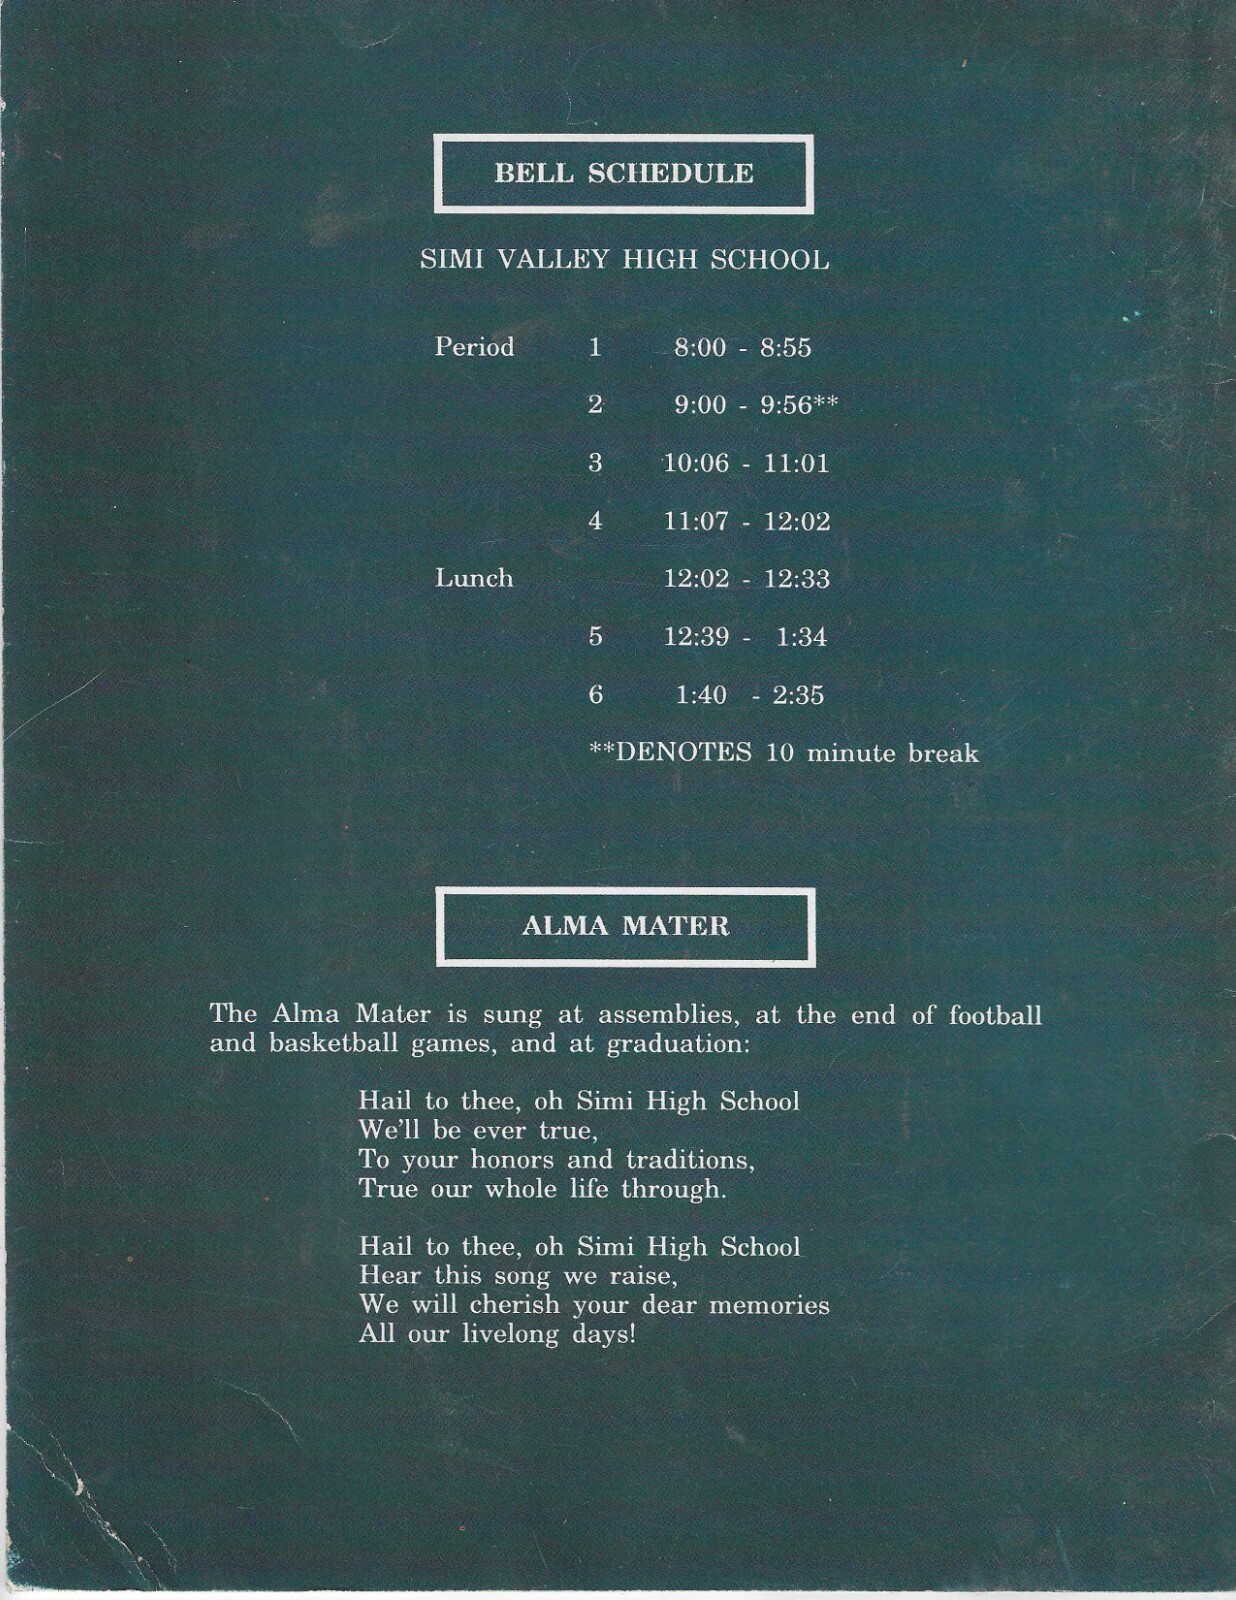 BELL SCHEDULE
SIMI VALLEY HIGH SCHOOL
Period 1 8:00 - 8:55
2 9:00 - 9:56**
3 10:06 - 11:01
4 11:07 - 12:02
Lunch 12:02 - 12:33
5 12:39 - 1:34
6 1:40 - 2:35
**DENOTES 10 minute break
ALMA MATER
The Alma Mater is sung at assemblies, at the end of football
and basketball games, and at graduation:
Hail to thee, oh Simi High School
We'll be ever true,
To your honors and traditions,
True our whole life through.
Hail to thee, oh Simi High School
Hear this song we raise,
We will cherish your dear memories
All our livelong days!